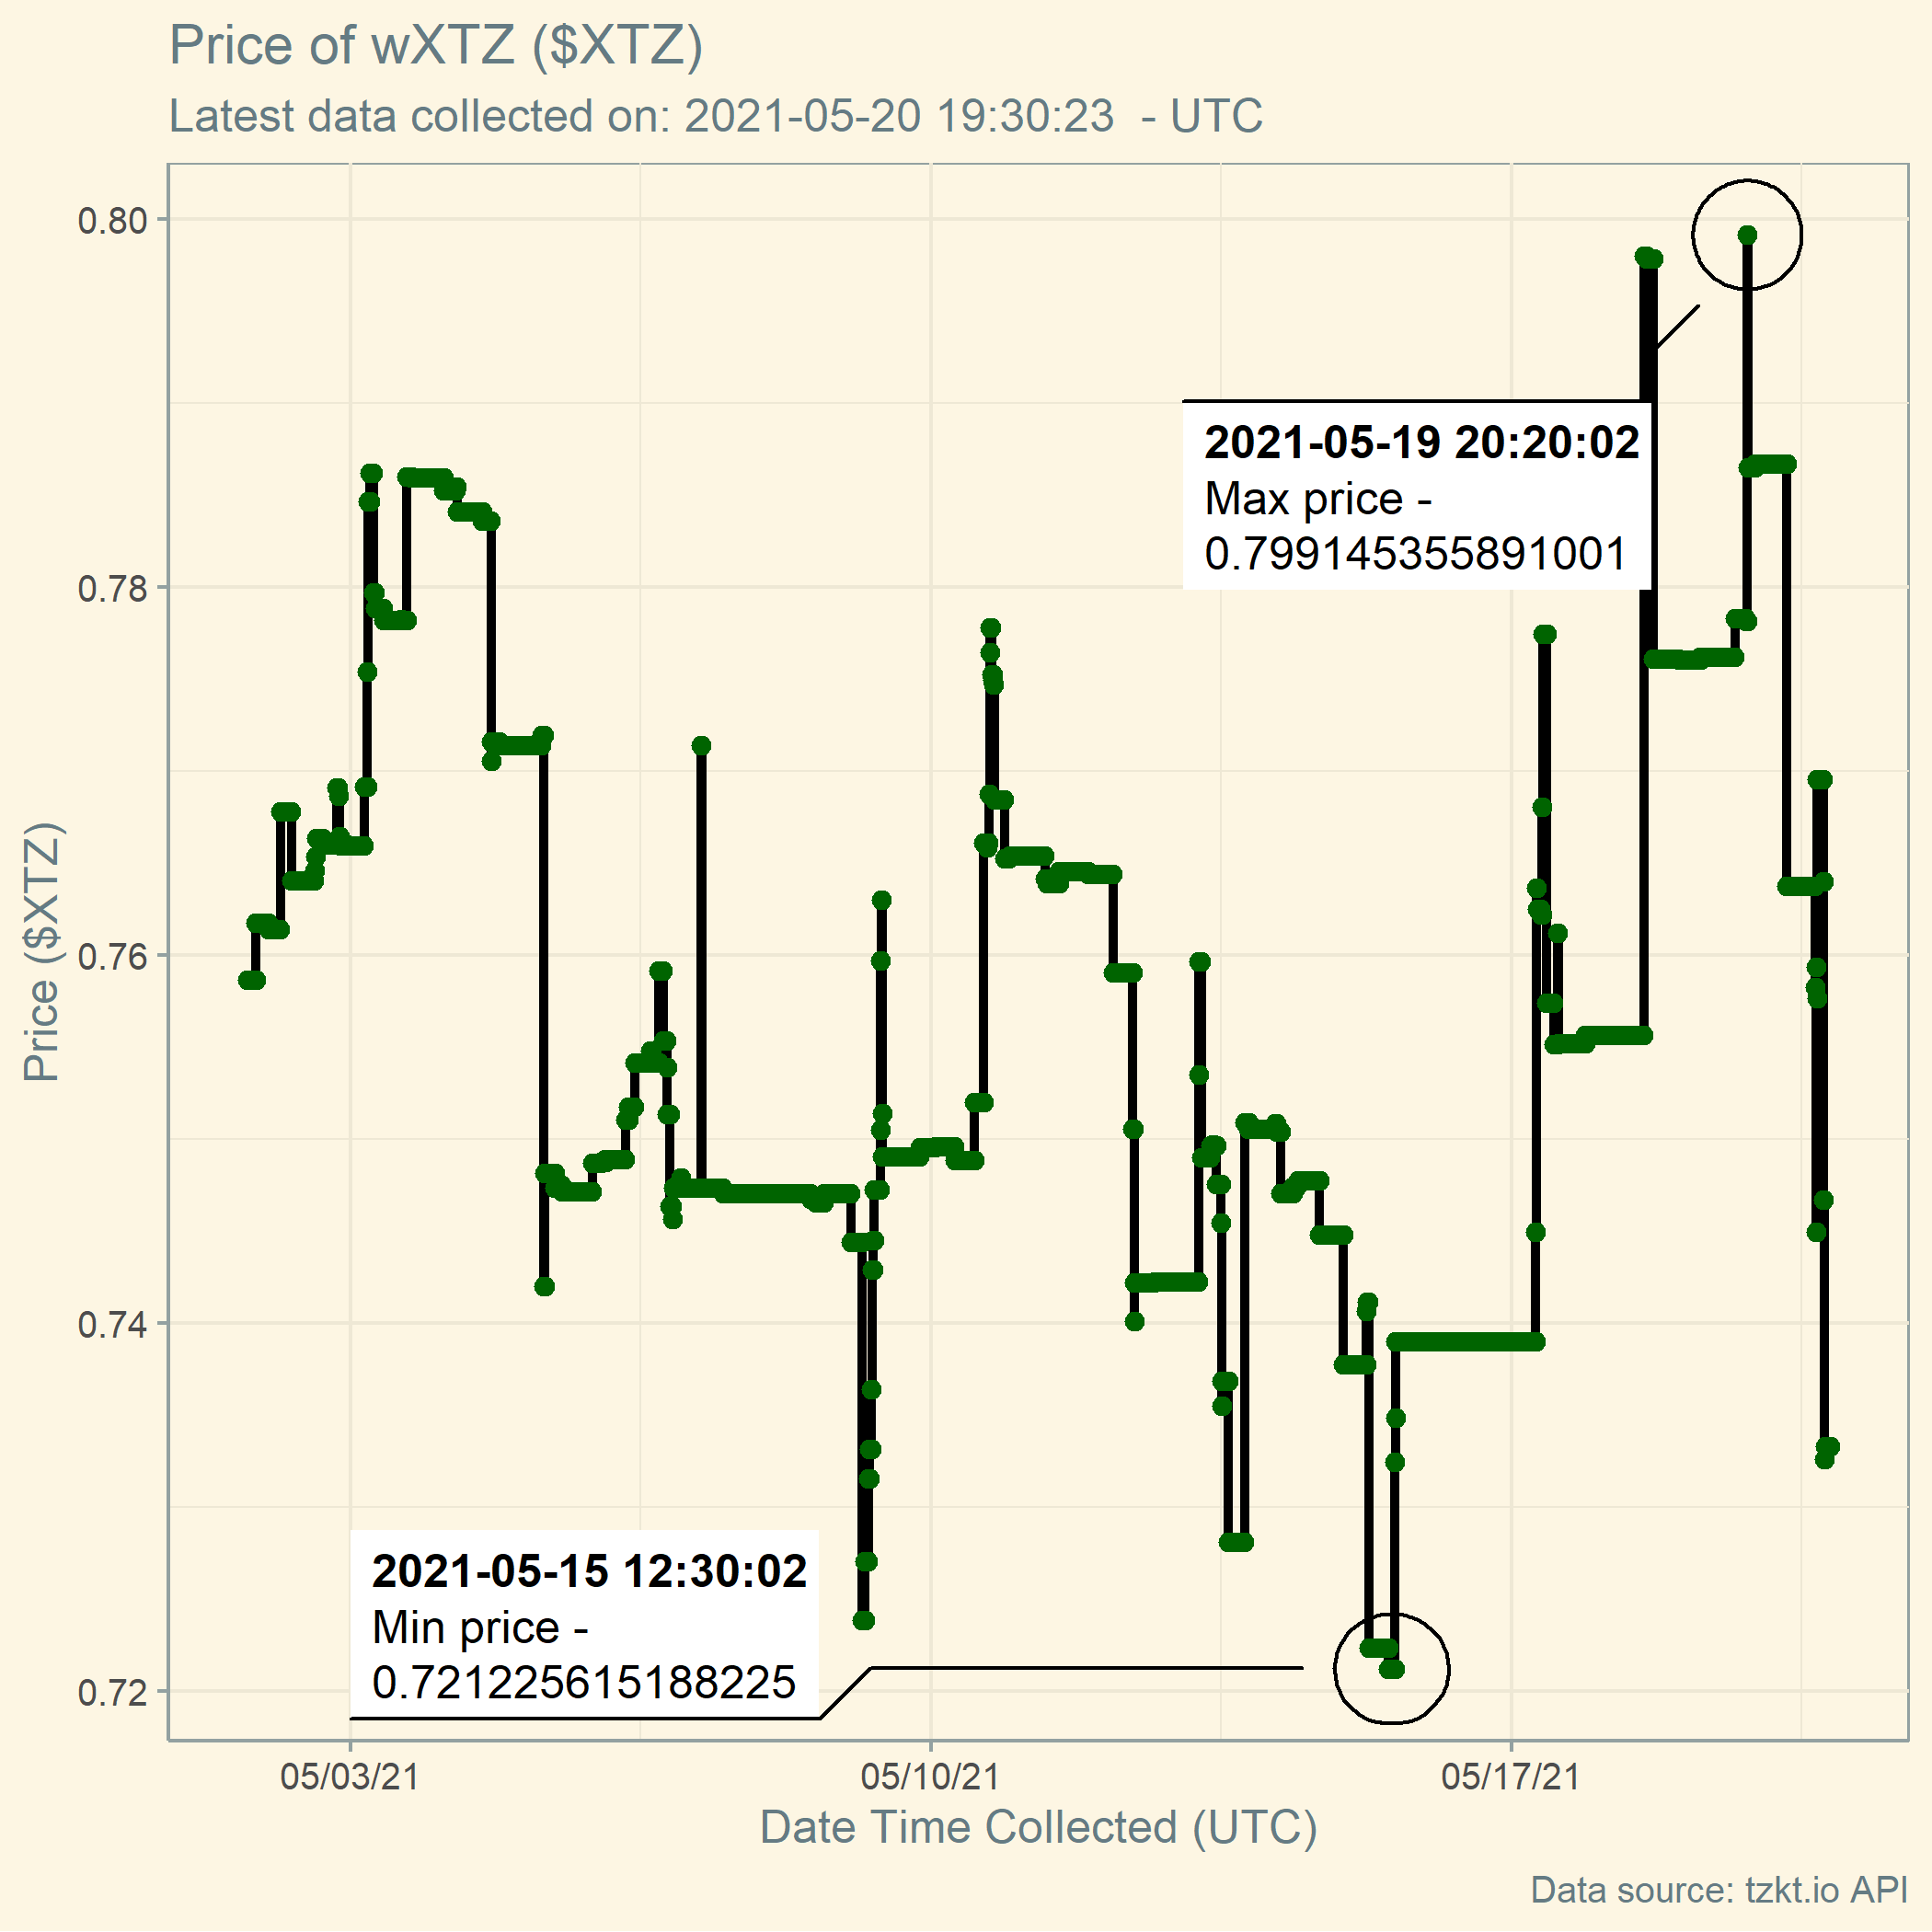 Price of wXTZ ($XTZ)
Latest data collected on: 2021-05-20 19:30:23  - UTC
Price ($XTZ)
0.80
0.78
0.76
0.74
0.72
2021-05-19 20:20:02
Max price -
0.799145355891001
2021-05-15 12:30:02
Min price -
0.721225615188225
05/03/21
05/10/21
05/17/21
Date Time Collected (UTC)
Data source: tzkt.io API